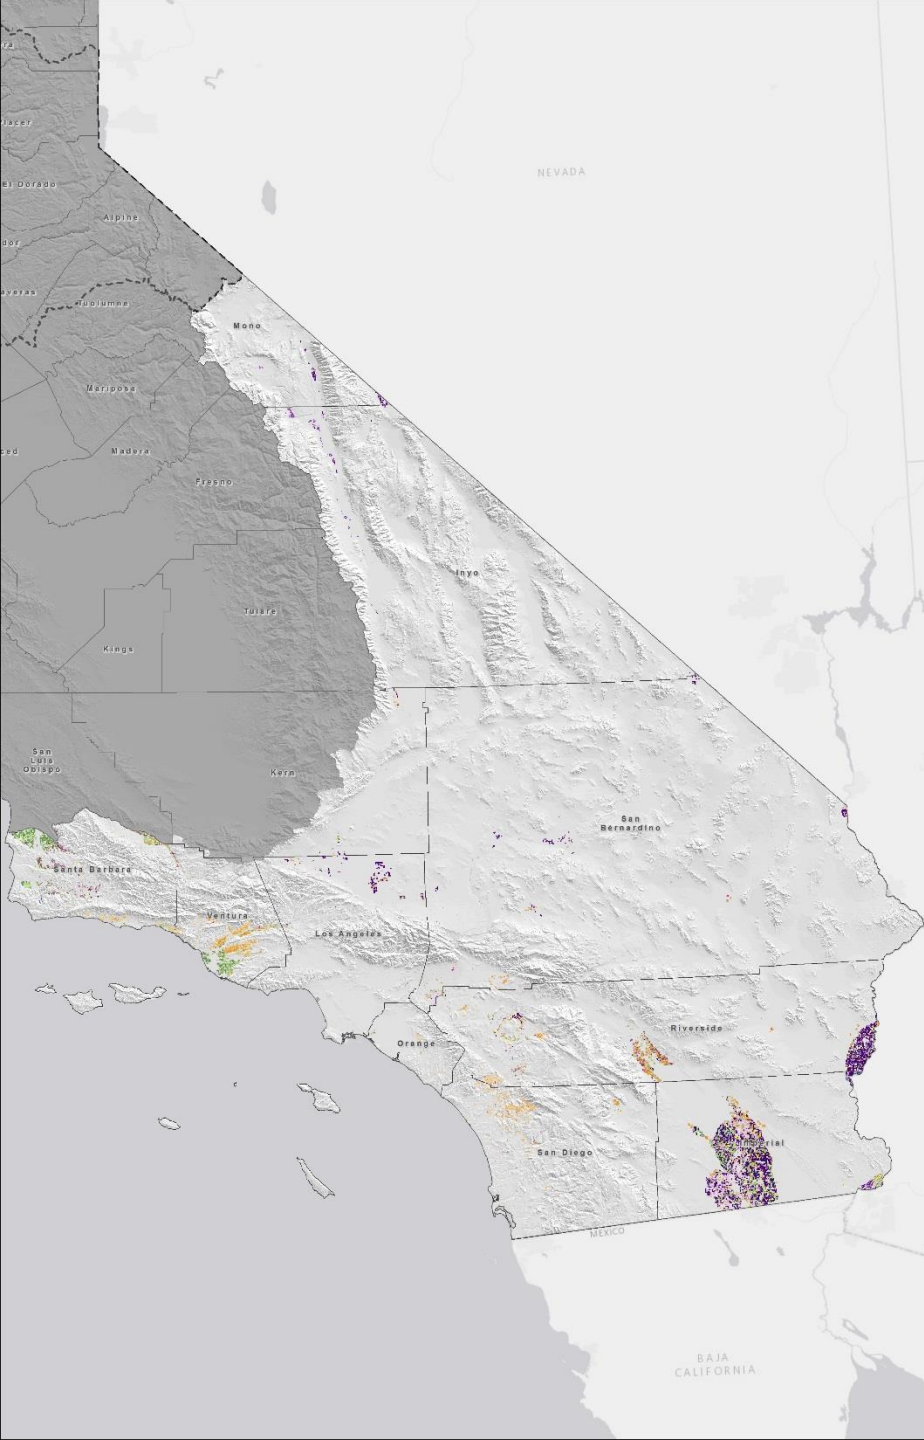 NEVADA
Placer
El Dorado
Alpine
Tuolumne
Mono
Mariposa
Madera
Fresno
Inyo
Tulare
Kings
San
Luis
Obispo
Kern
San
Bernardino
Santa Barbara
Ventura
Los Angeles
Riverside
Orange
Imperial
San Diego
MEXICO
BAJA
CALIFORNIA